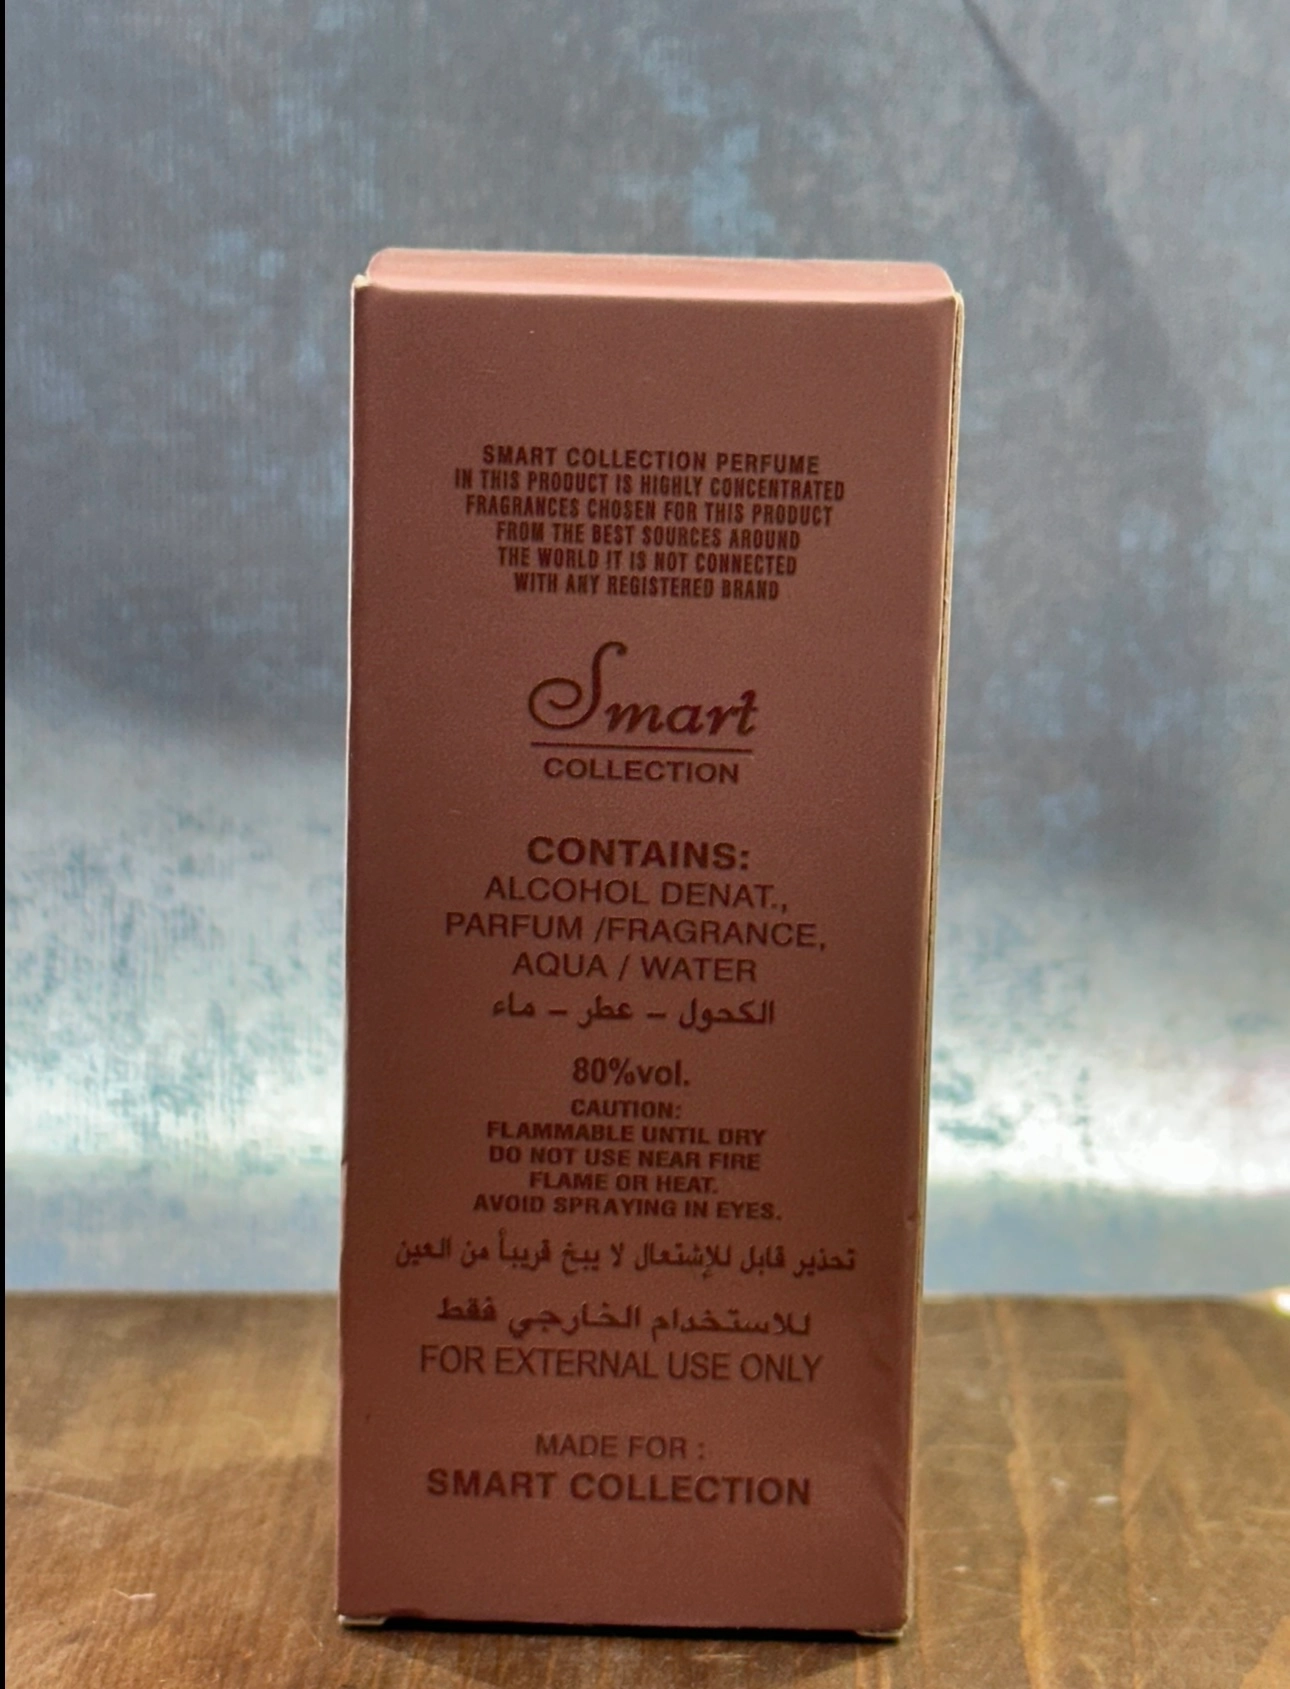 SMART COLLECTION PERFUME
IN THIS PRODUCT IS HIGHLY CONCENTRATED
FRAGRANCES CHOSEN FOR THIS PRODUCT
FROM THE BEST SOURCES AROUND
THE WORLD IT IS NOT CONNECTED
WITH ANY REGISTERED BRAND
Smart
COLLECTION
CONTAINS:
ALCOHOL DENAT.,
PARFUM /FRAGRANCE,
AQUA / WATER
الكحول – عطر – ماء
80%vol.
CAUTION:
FLAMMABLE UNTIL DRY
DO NOT USE NEAR FIRE
FLAME OR HEAT.
AVOID SPRAYING IN EYES.
تحذير قابل للإشتعال لا يبخ قريباً من العين
للاستخدام الخارجي فقط
FOR EXTERNAL USE ONLY
MADE FOR :
SMART COLLECTION